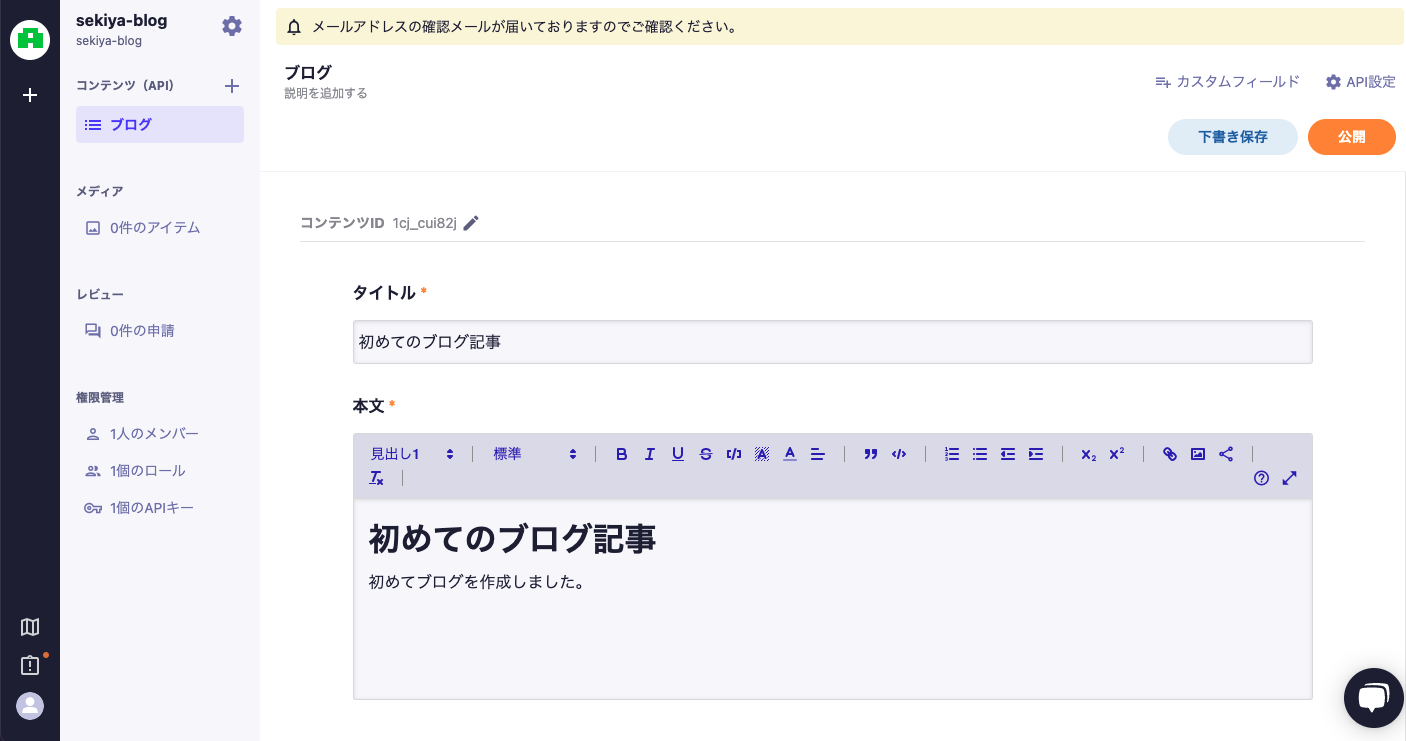 sekiya-blog
sekiya-blog
コンテンツ（API）
ブログ
メディア
0件のアイテム
レビュー
0件の申請
権限管理
1人のメンバー
1個のロール
1個のAPIキー
メールアドレスの確認メールが届いておりますのでご確認ください。
ブログ
説明を追加する
カスタムフィールド API設定
下書き保存 公開
コンテンツID 1cj_cui82j
タイトル *
初めてのブログ記事
本文 *
見出し1 標準
初めてのブログ記事
初めてブログを作成しました。